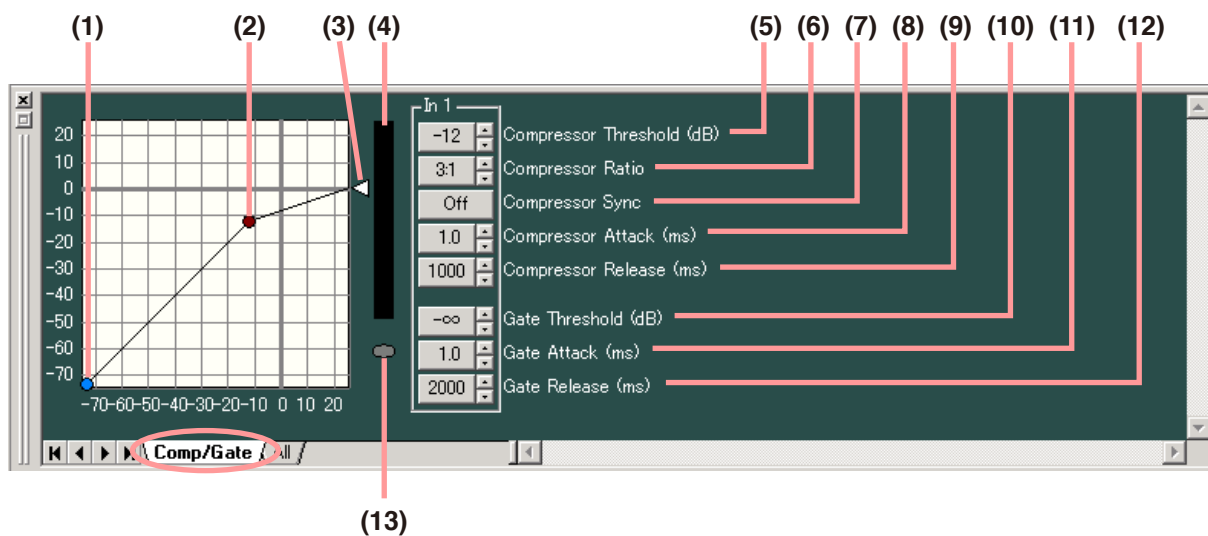 (1) (2) (3) (4) (5) (6) (7) (8) (9) (10) (11) (12)
In 1
20
10
0
-10
-20
-30
-40
-50
-60
-70
-70-60-50-40-30-20-10 0 10 20
-12 Compressor Threshold (dB)
3:1 Compressor Ratio
Off Compressor Sync
1.0 Compressor Attack (ms)
1000 Compressor Release (ms)
-∞ Gate Threshold (dB)
1.0 Gate Attack (ms)
2000 Gate Release (ms)
Comp/Gate All
(13)